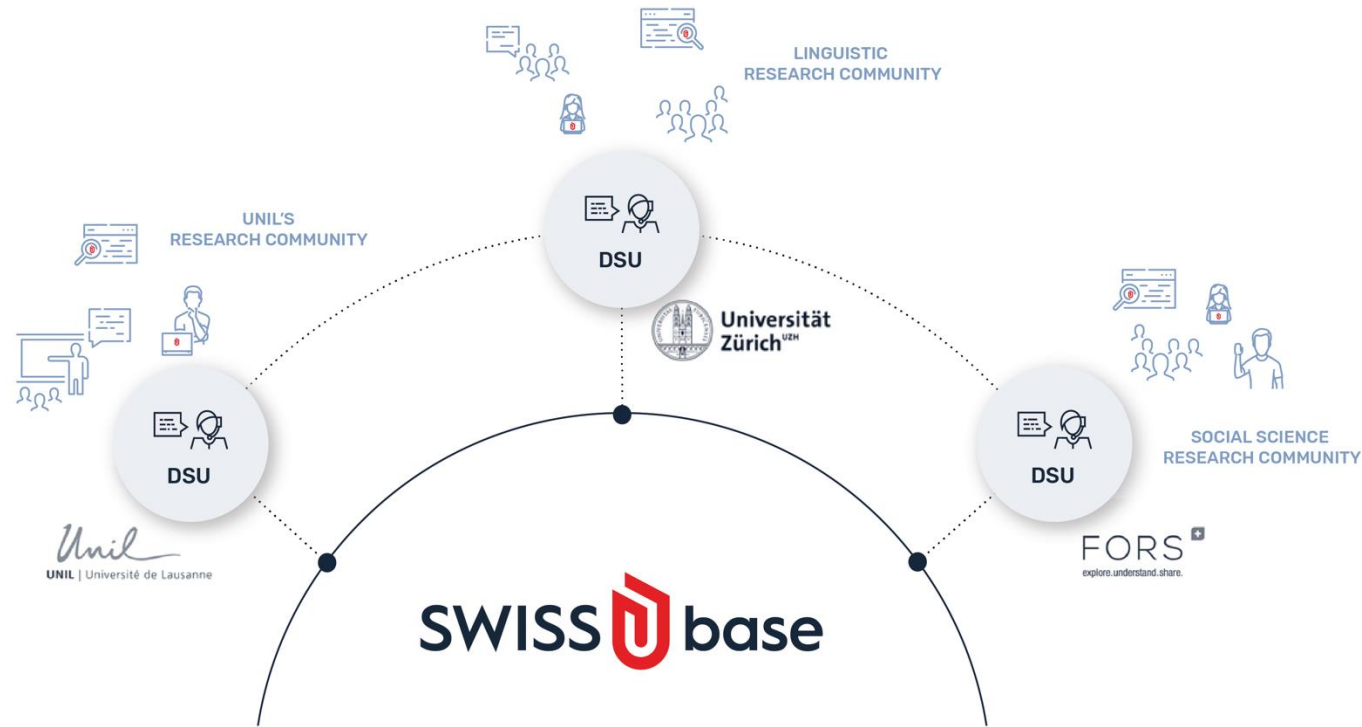 LINGUISTIC
RESEARCH COMMUNITY
UNIL'S
RESEARCH COMMUNITY
DSU
Universität
Zürich UZH
DSU
DSU
SOCIAL SCIENCE
RESEARCH COMMUNITY
Unil
UNIL | Université de Lausanne
FORS
explore.understand.share.
SWISS base